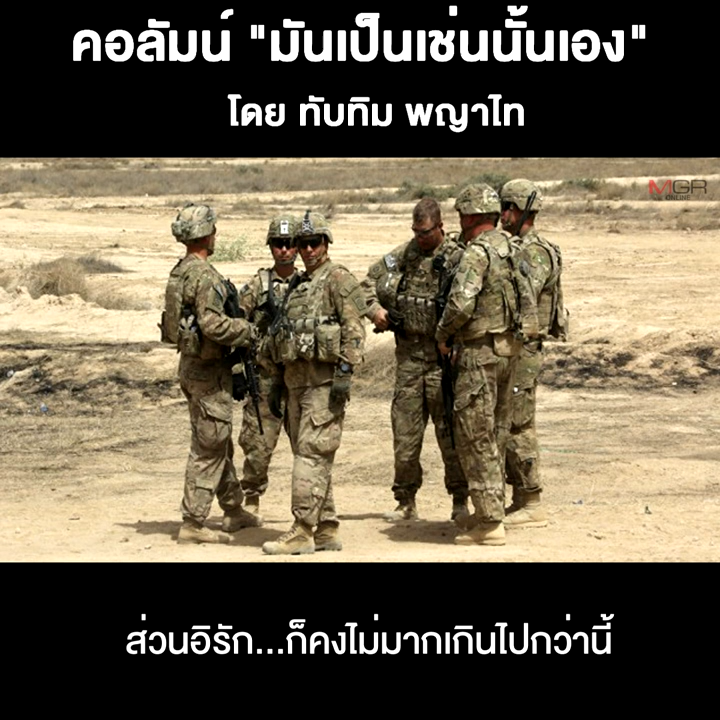 คอลัมน์ "มันเป็นเช่นนั้นเอง"
โดย ทับทิม พญาไท
MGR
ONLINE
ส่วนอิรัก...ก็คงไม่มากเกินไปกว่านี้